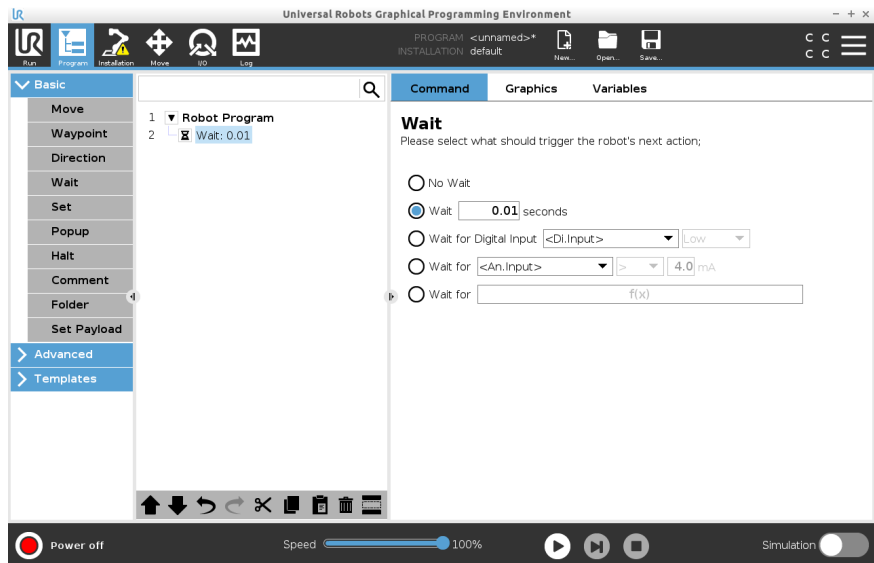 UR Universal Robots Graphical Programming Environment - + x
UR
Run Program Installation Move I/O Log
PROGRAM <unnamed>*
INSTALLATION default
New... Open... Save...
C C
C C
Basic
Move
Waypoint
Direction
Wait
Set
Popup
Halt
Comment
Folder
Set Payload
Advanced
Templates
1 Robot Program
2 Wait: 0.01
Command Graphics Variables
Wait
Please select what should trigger the robot's next action;
No Wait
Wait 0.01 seconds
Wait for Digital Input <Di.Input> Low
Wait for <An.Input> > 4.0 mA
Wait for f(x)
Power off Speed 100% Simulation